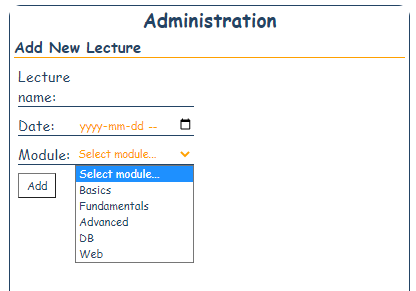 Administration
Add New Lecture
Lecture
name:
Date: yyyy-mm-dd --
Module: Select module...
Select module...
Add
Basics
Fundamentals
Advanced
DB
Web